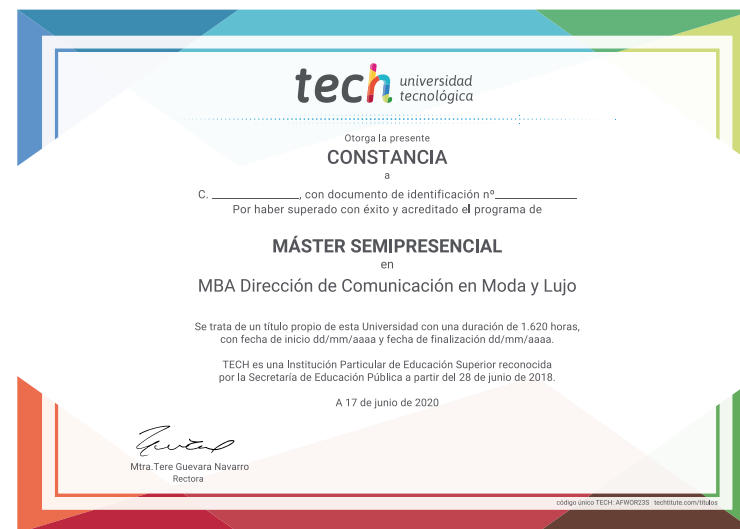 tech universidad
tecnológica
Otorga la presente
CONSTANCIA
a
C. ______________, con documento de identificación nº_____________
Por haber superado con éxito y acreditado el programa de
MÁSTER SEMIPRESENCIAL
en
MBA Dirección de Comunicación en Moda y Lujo
Se trata de un título propio de esta Universidad con una duración de 1.620 horas,
con fecha de inicio dd/mm/aaaa y fecha de finalización dd/mm/aaaa.
TECH es una Institución Particular de Educación Superior reconocida
por la Secretaría de Educación Pública a partir del 28 de junio de 2018.
A 17 de junio de 2020
Mtra.Tere Guevara Navarro
Rectora
código único TECH: AFWOR23S techtitute.com/titulos